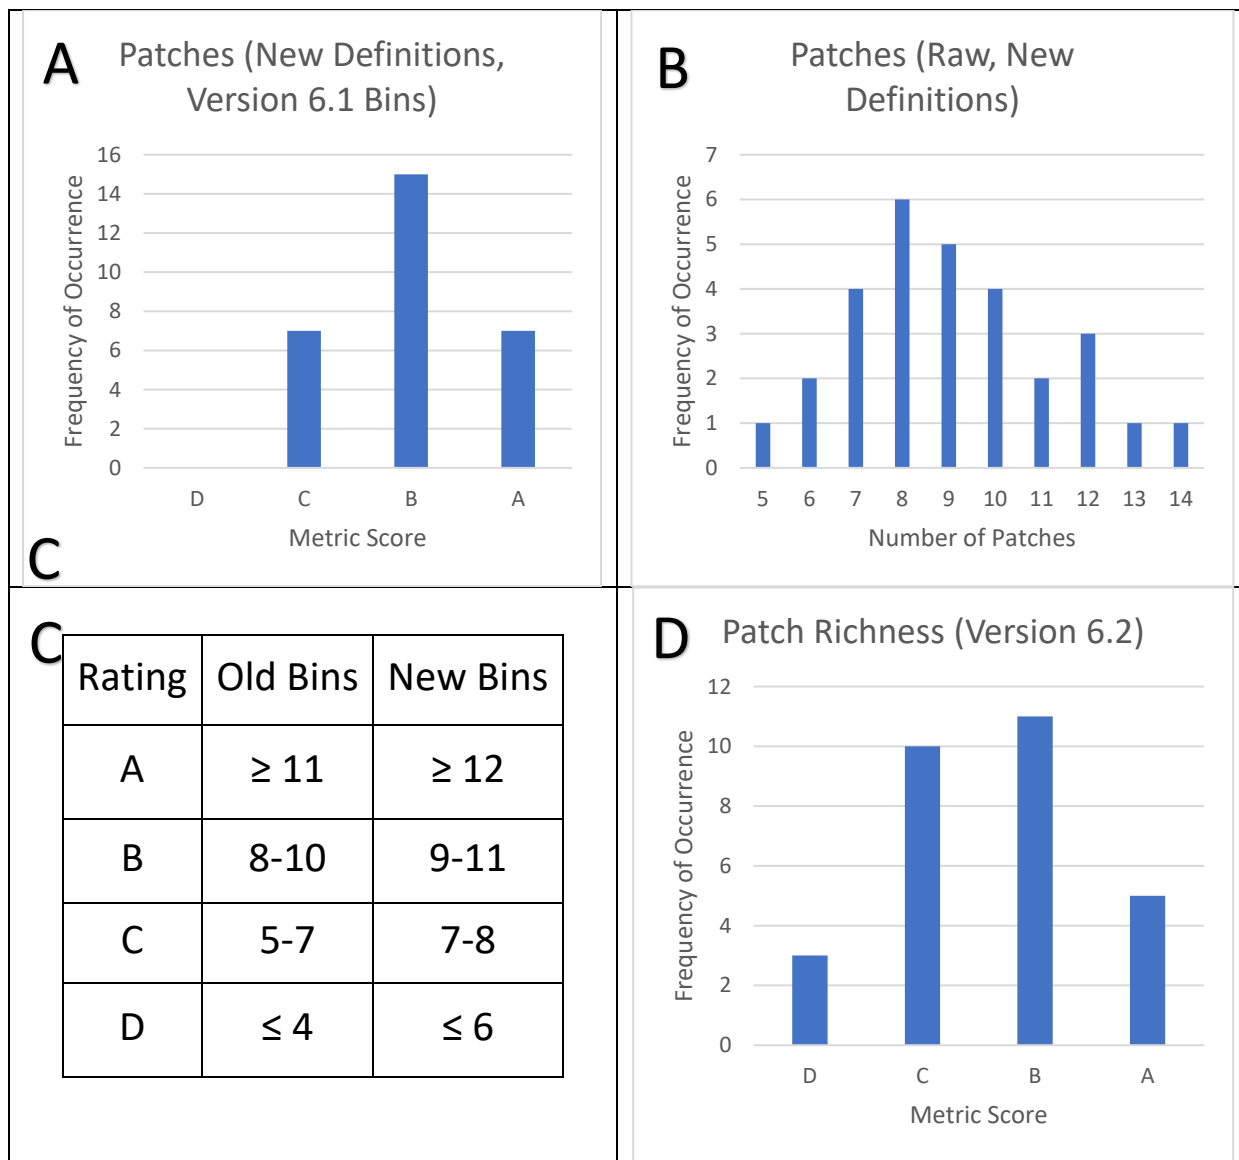 A
Patches (New Definitions,
Version 6.1 Bins)
Frequency of Occurrence
16
14
12
10
8
6
4
2
0
D C B A
Metric Score
C
B
Patches (Raw, New
Definitions)
Frequency of Occurrence
7
6
5
4
3
2
1
0
5 6 7 8 9 10 11 12 13 14
Number of Patches
C
Rating Old Bins New Bins
A ≥ 11 ≥ 12
B 8-10 9-11
C 5-7 7-8
D ≤ 4 ≤ 6
D
Patch Richness (Version 6.2)
Frequency of Occurrence
12
10
8
6
4
2
0
D C B A
Metric Score